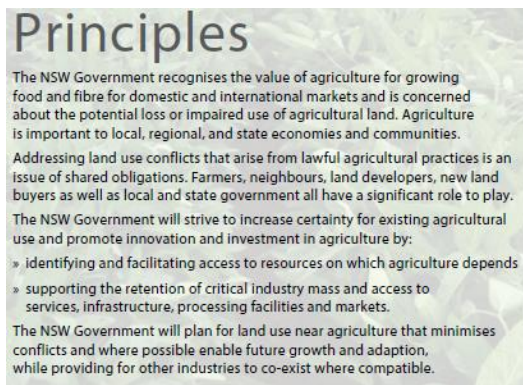 Principles
The NSW Government recognises the value of agriculture for growing
food and fibre for domestic and international markets and is concerned
about the potential loss or impaired use of agricultural land. Agriculture
is important to local, regional, and state economies and communities.
Addressing land use conflicts that arise from lawful agricultural practices is an
issue of shared obligations. Farmers, neighbours, land developers, new land
buyers as well as local and state government all have a significant role to play.
The NSW Government will strive to increase certainty for existing agricultural
use and promote innovation and investment in agriculture by:
» identifying and facilitating access to resources on which agriculture depends
» supporting the retention of critical industry mass and access to
services, infrastructure, processing facilities and markets.
The NSW Government will plan for land use near agriculture that minimises
conflicts and where possible enable future growth and adaption,
while providing for other industries to co-exist where compatible.